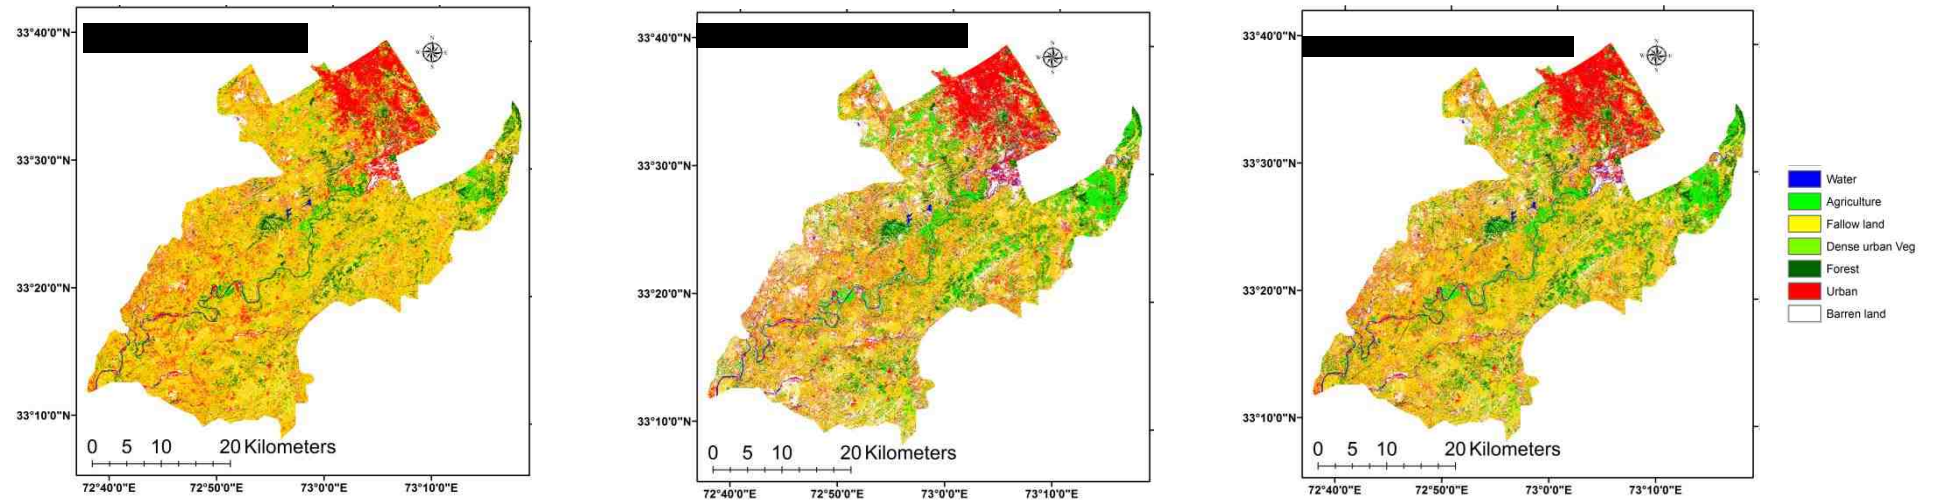 33°40'0"N
33°30'0"N
33°20'0"N
33°10'0"N
0 5 10 20 Kilometers
72°40'0"E 72°50'0"E 73°0'0"E 73°10'0"E
33°40'0"N
33°30'0"N
33°20'0"N
33°10'0"N
0 5 10 20 Kilometers
72°40'0"E 72°50'0"E 73°0'0"E 73°10'0"E
33°40'0"N
33°30'0"N
33°20'0"N
33°10'0"N
0 5 10 20 Kilometers
72°40'0"E 72°50'0"E 73°0'0"E 73°10'0"E
Water
Agriculture
Fallow land
Dense urban Veg
Forest
Urban
Barren land